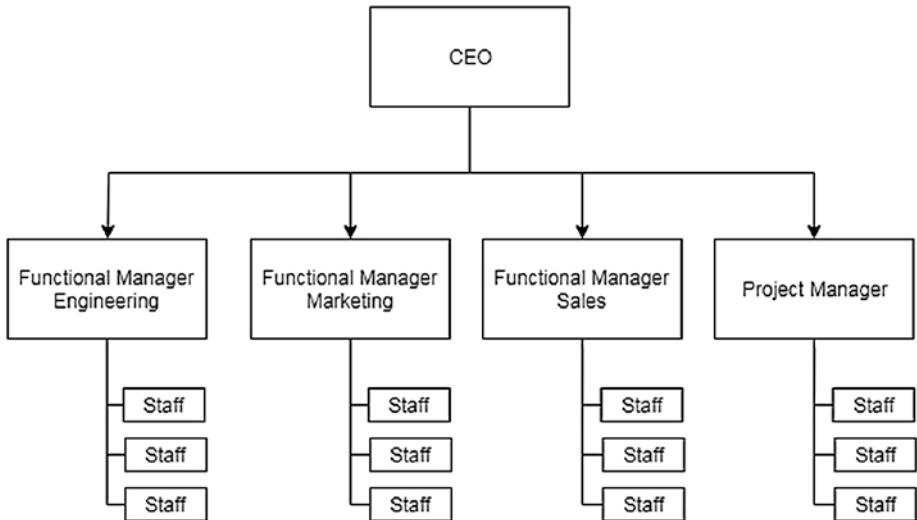 CEO
Functional Manager
Engineering
Functional Manager
Marketing
Functional Manager
Sales
Project Manager
Staff
Staff
Staff
Staff
Staff
Staff
Staff
Staff
Staff
Staff
Staff
Staff